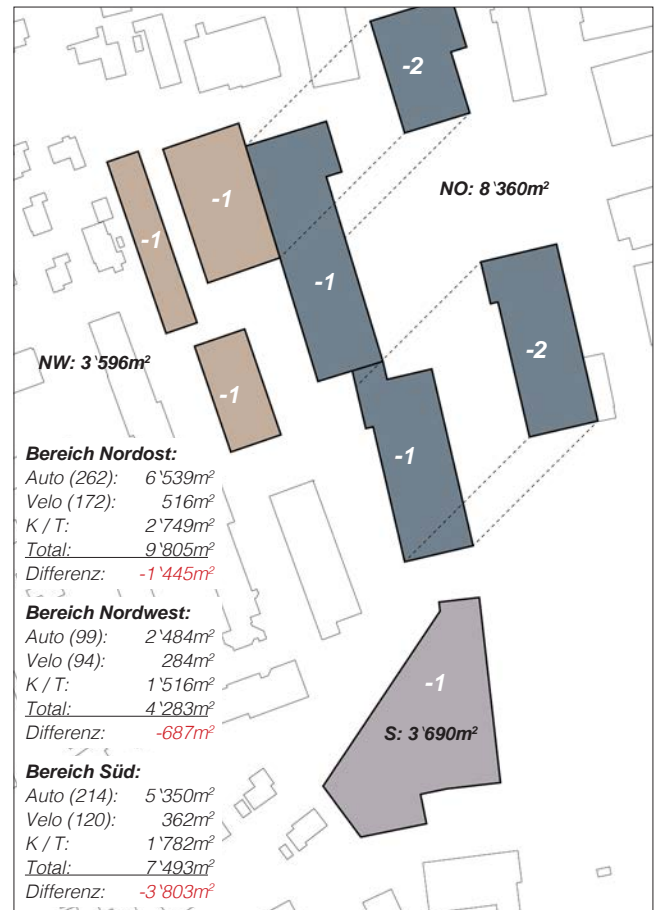 -2
NO: 8‘360m²
-1
-1
-1
-2
NW: 3‘596m²
-1
-1
Bereich Nordost:
Auto (262): 6‘539m²
Velo (172): 516m²
K / T: 2‘749m²
Total: 9‘805m²
Differenz: -1‘445m²
Bereich Nordwest:
Auto (99): 2‘484m²
Velo (94): 284m²
K / T: 1‘516m²
Total: 4‘283m²
Differenz: -687m²
-1
S: 3‘690m²
Bereich Süd:
Auto (214): 5‘350m²
Velo (120): 362m²
K / T: 1‘782m²
Total: 7‘493m²
Differenz: -3‘803m²